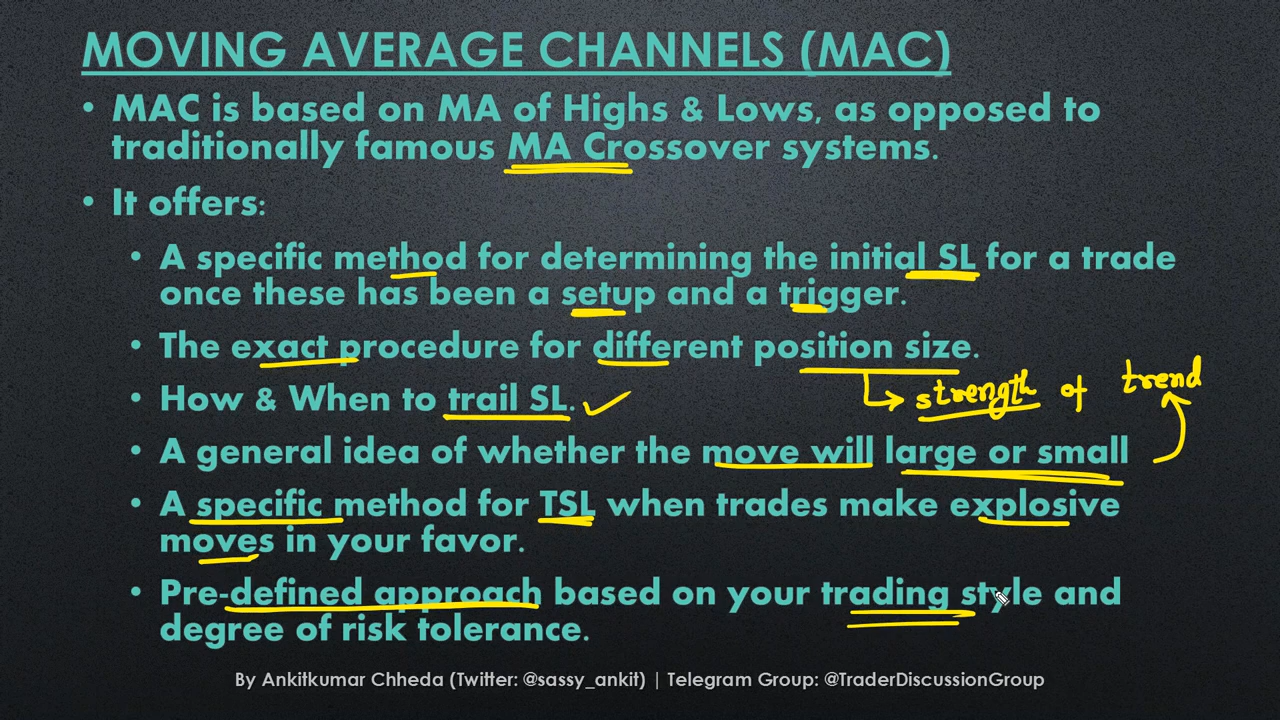 MOVING AVERAGE CHANNELS (MAC)
• MAC is based on MA of Highs & Lows, as opposed to
traditionally famous MA Crossover systems.
• It offers:
• A specific method for determining the initial SL for a trade
once these has been a setup and a trigger.
• The exact procedure for different position size.
strength of trend
• How & When to trail SL.
• A general idea of whether the move will large or small
• A specific method for TSL when trades make explosive
moves in your favor.
• Pre-defined approach based on your trading style and
degree of risk tolerance.
By Ankitkumar Chheda (Twitter: @sassy_ankit) | Telegram Group: @TraderDiscussionGroup